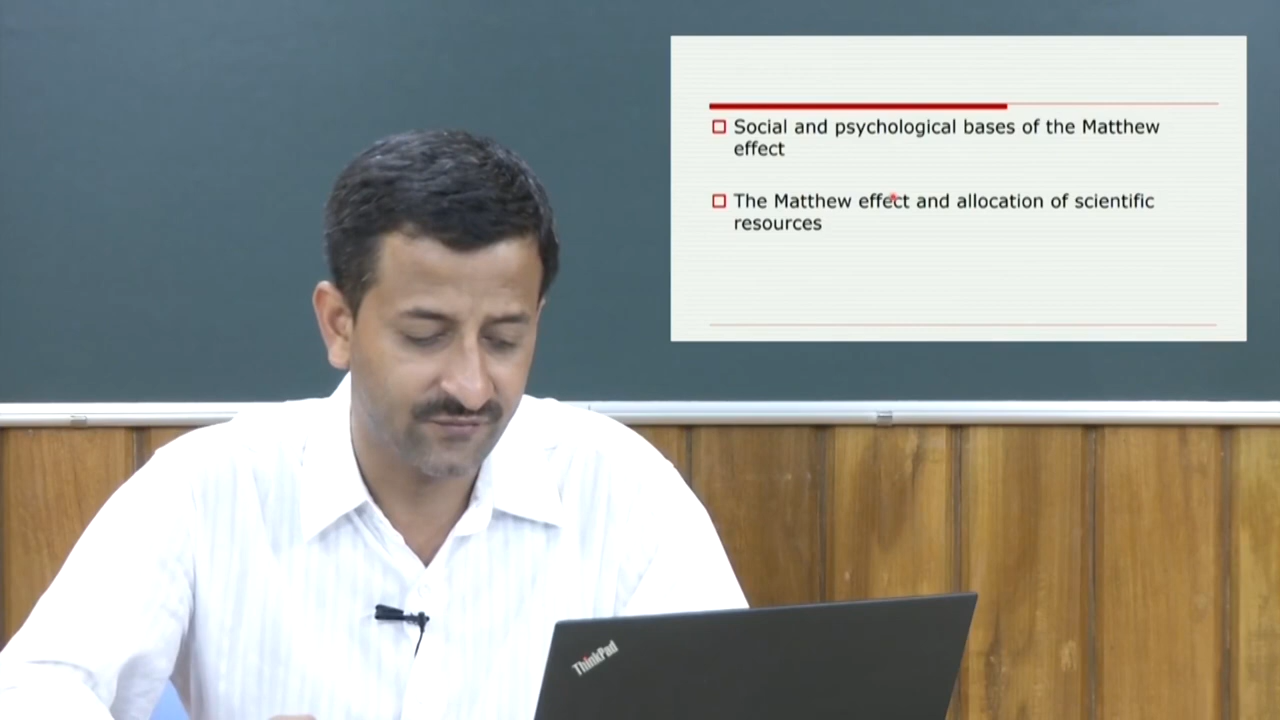 Social and psychological bases of the Matthew
effect
The Matthew effect and allocation of scientific
resources
ThinkPad